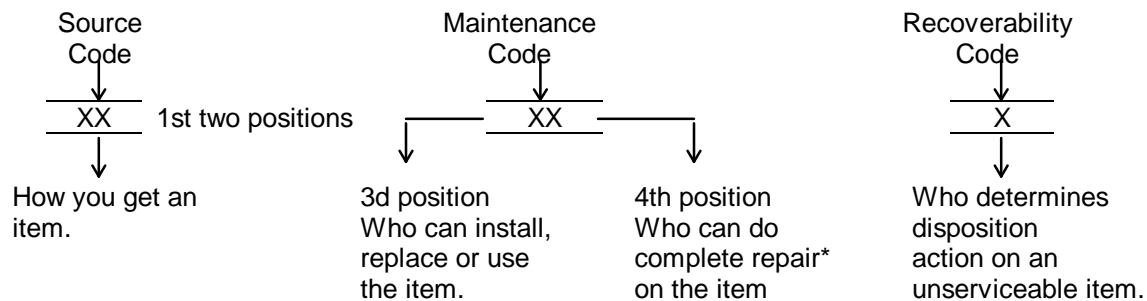 Source
Code
XX 1st two positions
How you get an
item.
Maintenance
Code
XX
3d position
Who can install,
replace or use
the item.
4th position
Who can do
complete repair*
on the item
Recoverability
Code
X
Who determines
disposition
action on an
unserviceable item.